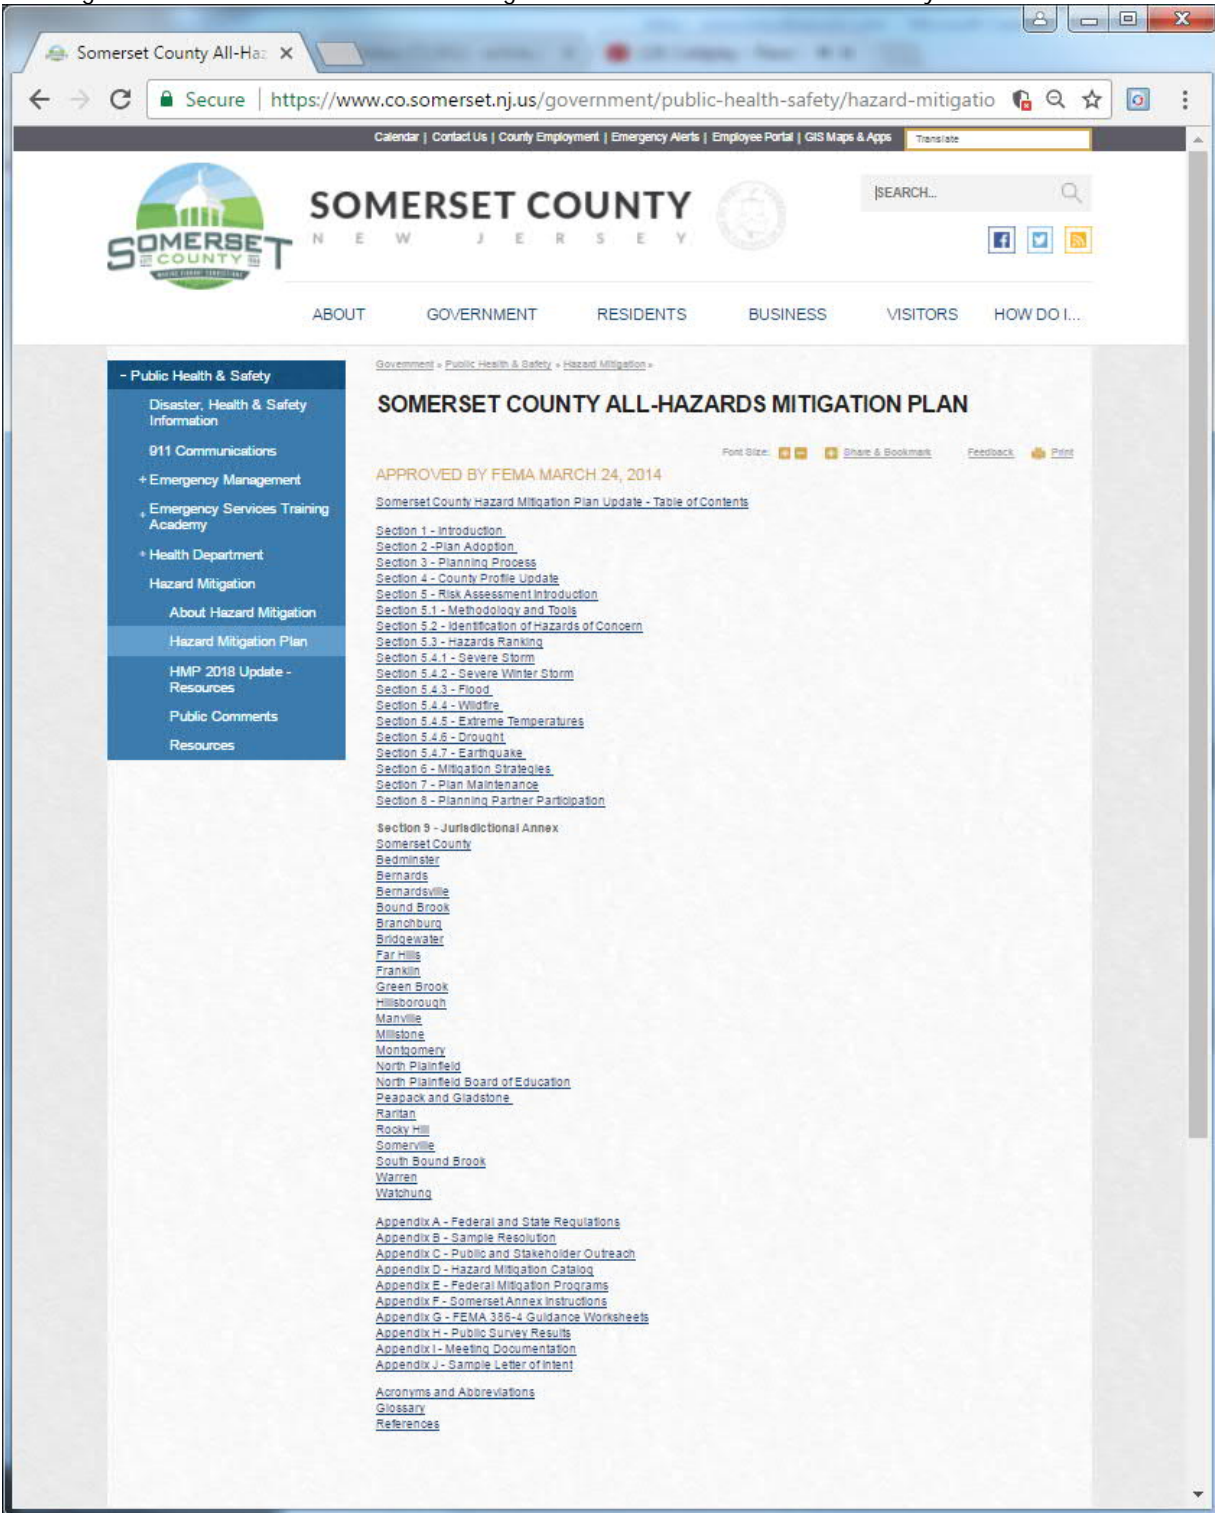 Somerset County All-Haz
Secure | https://www.co.somerset.nj.us/government/public-health-safety/hazard-mitigatio
Calendar | Contact Us | County Employment | Emergency Alerts | Employee Portal | GIS Maps & Apps
Translate
SOMERSET COUNTY
SOMERSET COUNTY
NEW JERSEY
SEARCH...
ABOUT GOVERNMENT RESIDENTS BUSINESS VISITORS HOW DO I...
- Public Health & Safety
Disaster, Health & Safety
Information
911 Communications
+ Emergency Management
+ Emergency Services Training
Academy
+ Health Department
Hazard Mitigation
About Hazard Mitigation
Hazard Mitigation Plan
HMP 2018 Update -
Resources
Public Comments
Resources
Government » Public Health & Safety » Hazard Mitigation »
SOMERSET COUNTY ALL-HAZARDS MITIGATION PLAN
Font Size: + - + Share & Bookmark Feedback Print
APPROVED BY FEMA MARCH 24, 2014
Somerset County Hazard Mitigation Plan Update - Table of Contents
Section 1 - Introduction
Section 2 -Plan Adoption
Section 3 - Planning Process
Section 4 - County Profile Update
Section 5 - Risk Assessment Introduction
Section 5.1 - Methodology and Tools
Section 5.2 - Identification of Hazards of Concern
Section 5.3 - Hazards Ranking
Section 5.4.1 - Severe Storm
Section 5.4.2 - Severe Winter Storm
Section 5.4.3 - Flood
Section 5.4.4 - Wildfire
Section 5.4.5 - Extreme Temperatures
Section 5.4.6 - Drought
Section 5.4.7 - Earthquake
Section 6 - Mitigation Strategies
Section 7 - Plan Maintenance
Section 8 - Planning Partner Participation
Section 9 - Jurisdictional Annex
Somerset County
Bedminster
Bernards
Bernardsville
Bound Brook
Branchburg
Bridgewater
Far Hills
Franklin
Green Brook
Hillsborough
Manville
Millstone
Montgomery
North Plainfield
North Plainfield Board of Education
Peapack and Gladstone
Raritan
Rocky Hill
Somerville
South Bound Brook
Warren
Watchung
Appendix A - Federal and State Regulations
Appendix B - Sample Resolution
Appendix C - Public and Stakeholder Outreach
Appendix D - Hazard Mitigation Catalog
Appendix E - Federal Mitigation Programs
Appendix F - Somerset Annex Instructions
Appendix G - FEMA 386-4 Guidance Worksheets
Appendix H - Public Survey Results
Appendix I - Meeting Documentation
Appendix J - Sample Letter of Intent
Acronyms and Abbreviations
Glossary
References